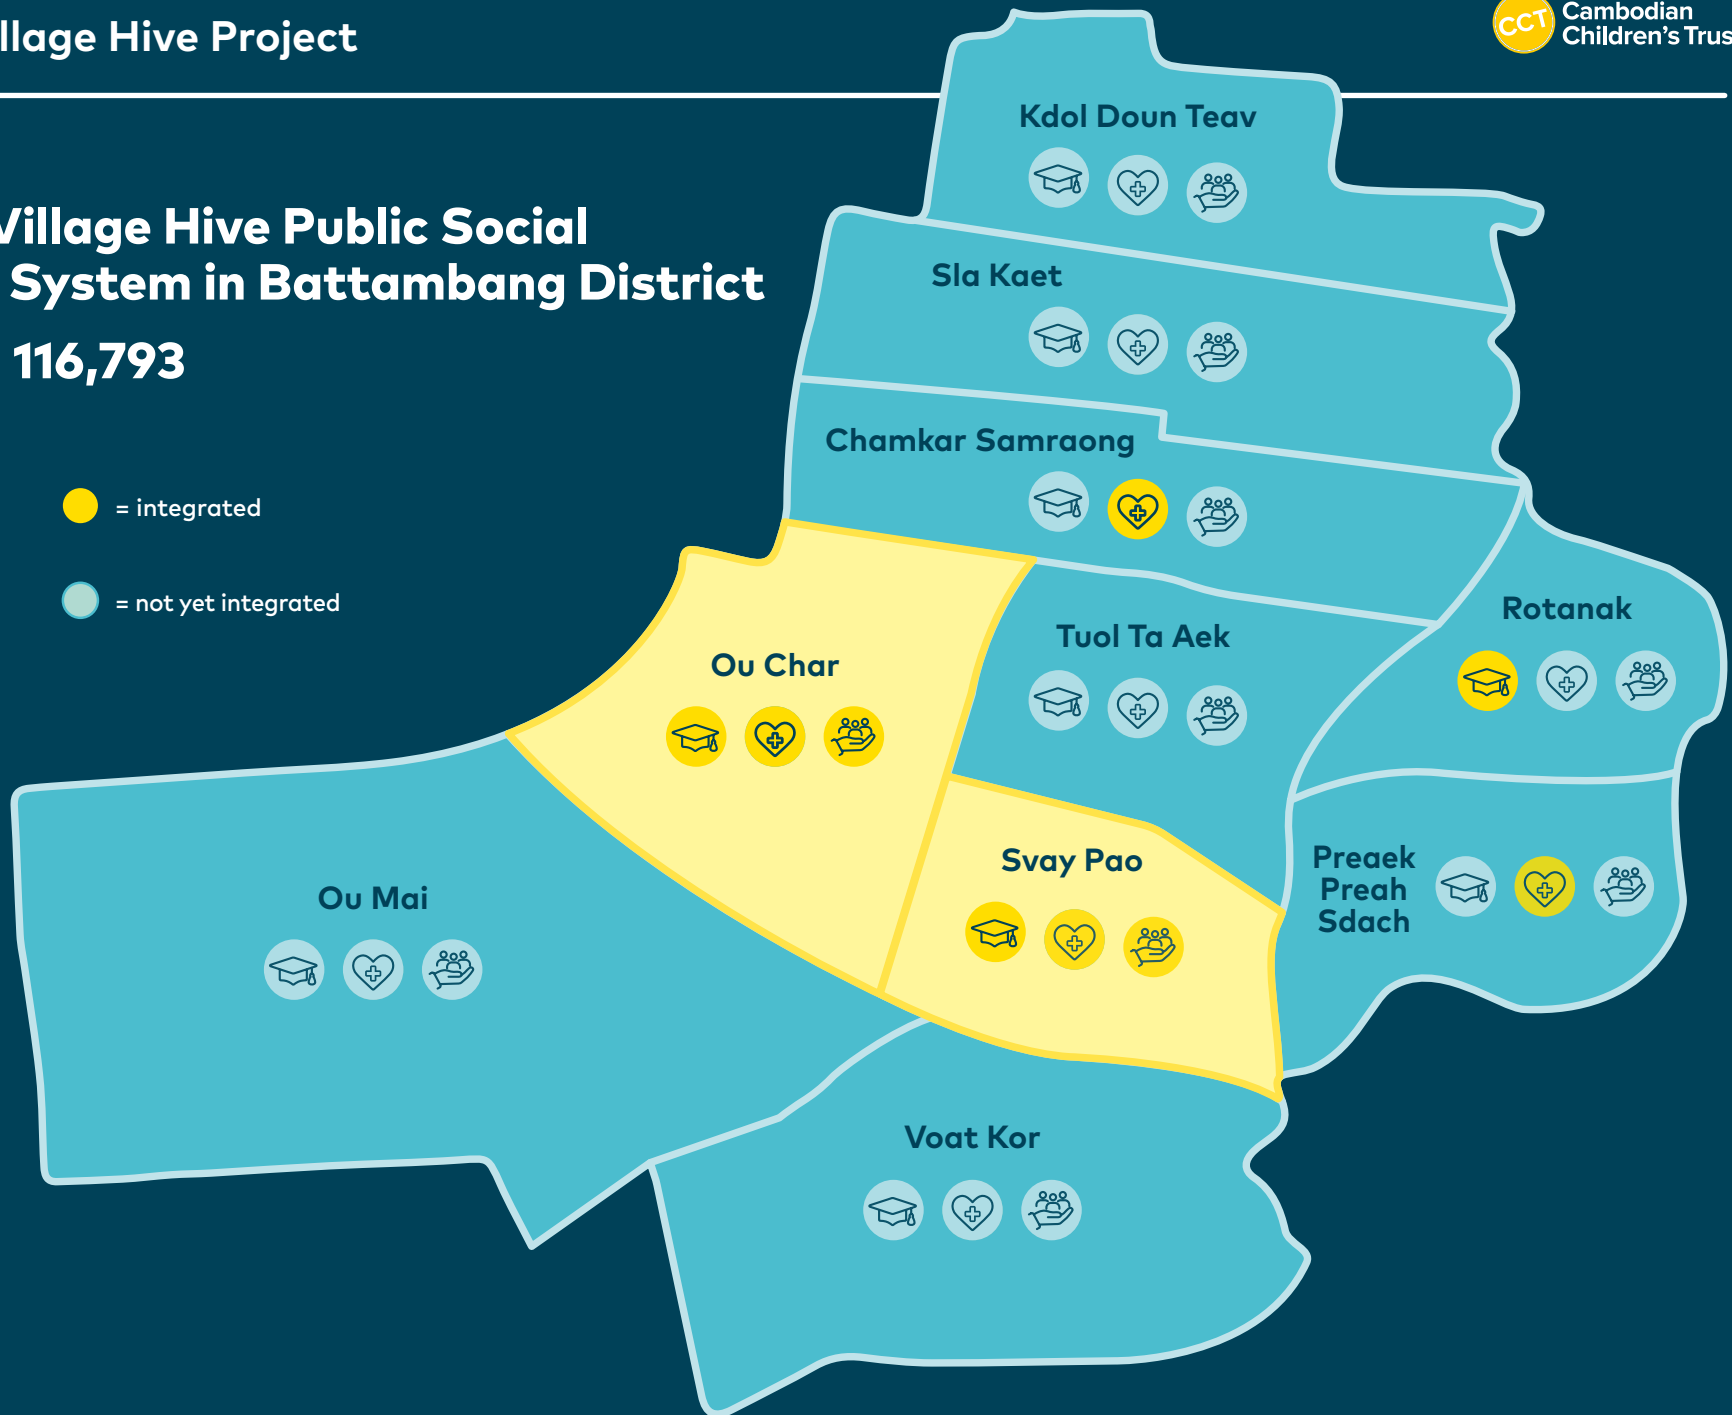 llage Hive Project
CCT
Cambodian
Children's Trus
Village Hive Public Social
System in Battambang District
116,793
= integrated
= not yet integrated
Kdol Doun Teav
Sla Kaet
Chamkar Samraong
Ou Char
Tuol Ta Aek
Rotanak
Svay Pao
Preaek
Preah
Sdach
Ou Mai
Voat Kor